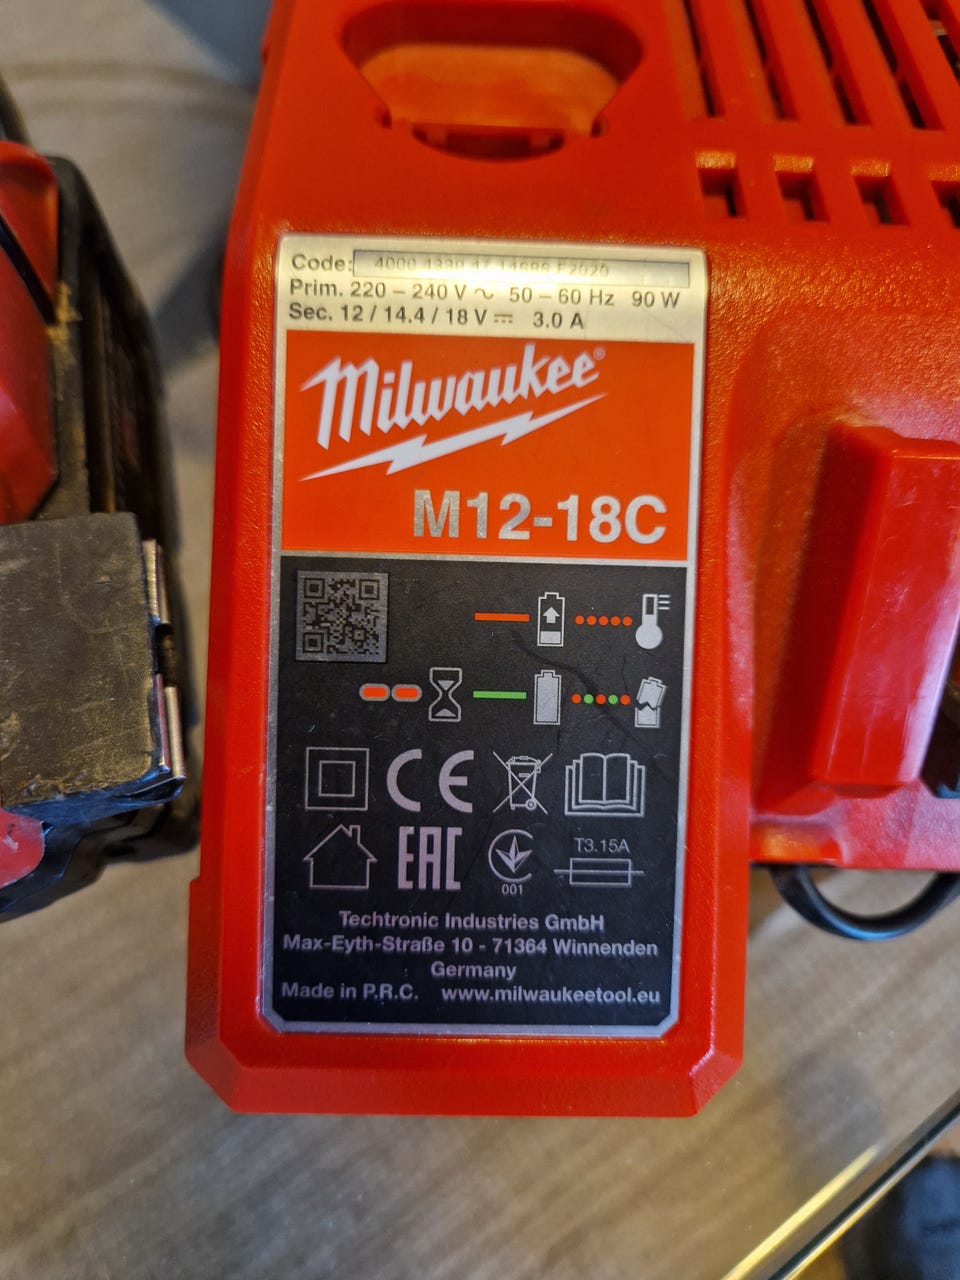 Code:
Prim. 220 – 240 V ~ 50 – 60 Hz 90 W
Sec. 12 / 14.4 / 18 V ⎓ 3.0 A
Milwaukee®
M12-18C
CE
EAC
001
T3.15A
Techtronic Industries GmbH
Max-Eyth-Straße 10 - 71364 Winnenden
Germany
Made in P.R.C. www.milwaukeetool.eu